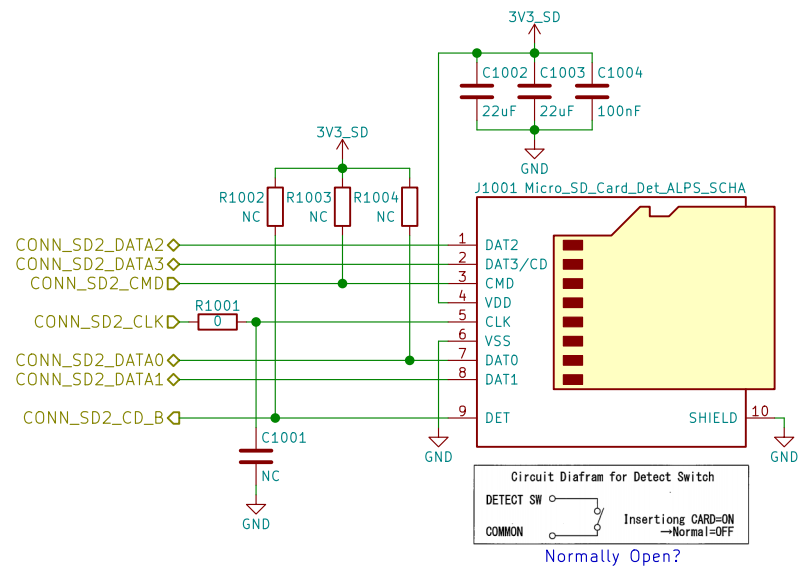 3V3_SD
C1002
C1003
C1004
22uF
22uF
100nF
GND
3V3_SD
R1002
R1003
R1004
NC
NC
NC
J1001 Micro_SD_Card_Det_ALPS_SCHA
CONN_SD2_DATA2
1
DAT2
CONN_SD2_DATA3
2
DAT3/CD
CONN_SD2_CMD
3
CMD
4
VDD
R1001
CONN_SD2_CLK
0
5
CLK
6
VSS
CONN_SD2_DATA0
7
DAT0
CONN_SD2_DATA1
8
DAT1
CONN_SD2_CD_B
9
DET
SHIELD
10
C1001
NC
GND
GND
GND
Circuit Diafram for Detect Switch
DETECT SW
COMMON
Insertiong CARD=ON
→Normal=OFF
Normally Open?